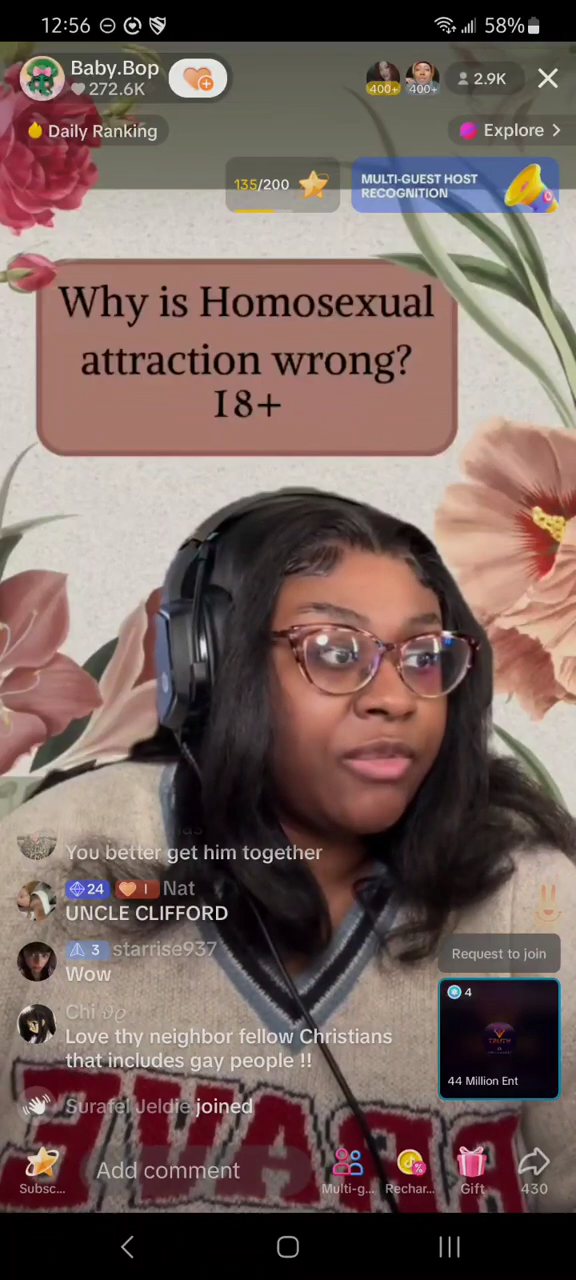 12:56
58%
Baby.Bop
272.6K
400+
400+
2.9K
Daily Ranking
Explore
135/200
MULTI-GUEST HOST
RECOGNITION
Why is Homosexual
attraction wrong?
18+
You better get him together
24
1
Nat
UNCLE CLIFFORD
3
starrise937
Wow
Request to join
Chi
Love thy neighbor fellow Christians
that includes gay people !!
4
TRUTH
44 Million Ent
Surafel Jeldie joined
Add comment
Subsc...
Multi-g...
Rechar...
Gift
430